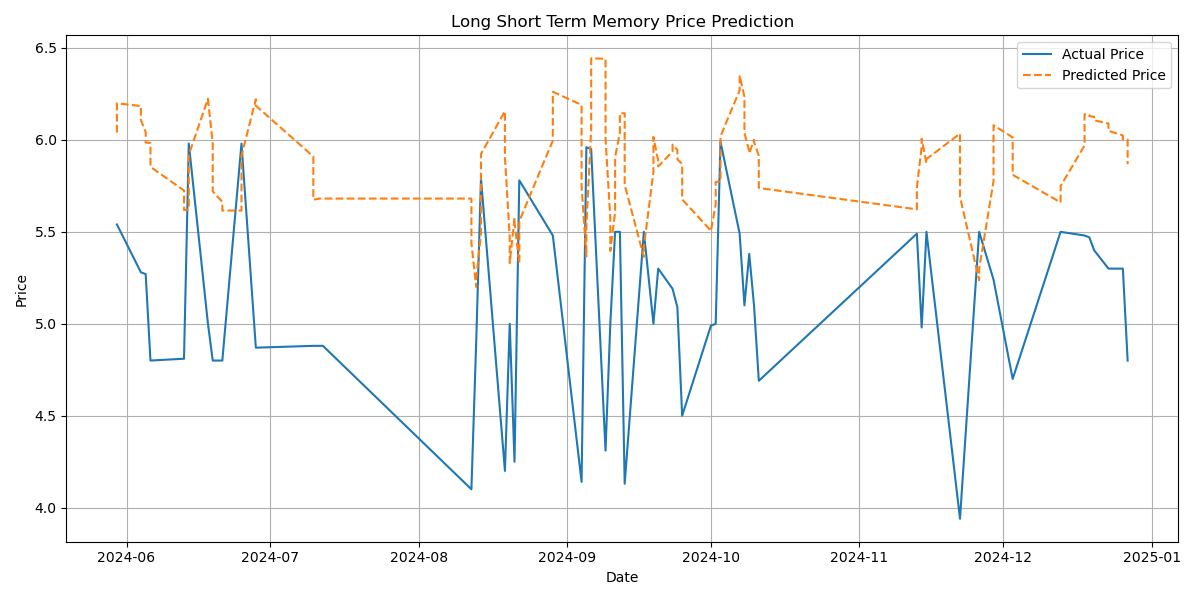 Long Short Term Memory Price Prediction
Actual Price
Predicted Price
6.5
6.0
5.5
5.0
4.5
4.0
Price
2024-06 2024-07 2024-08 2024-09 2024-10 2024-11 2024-12 2025-01
Date